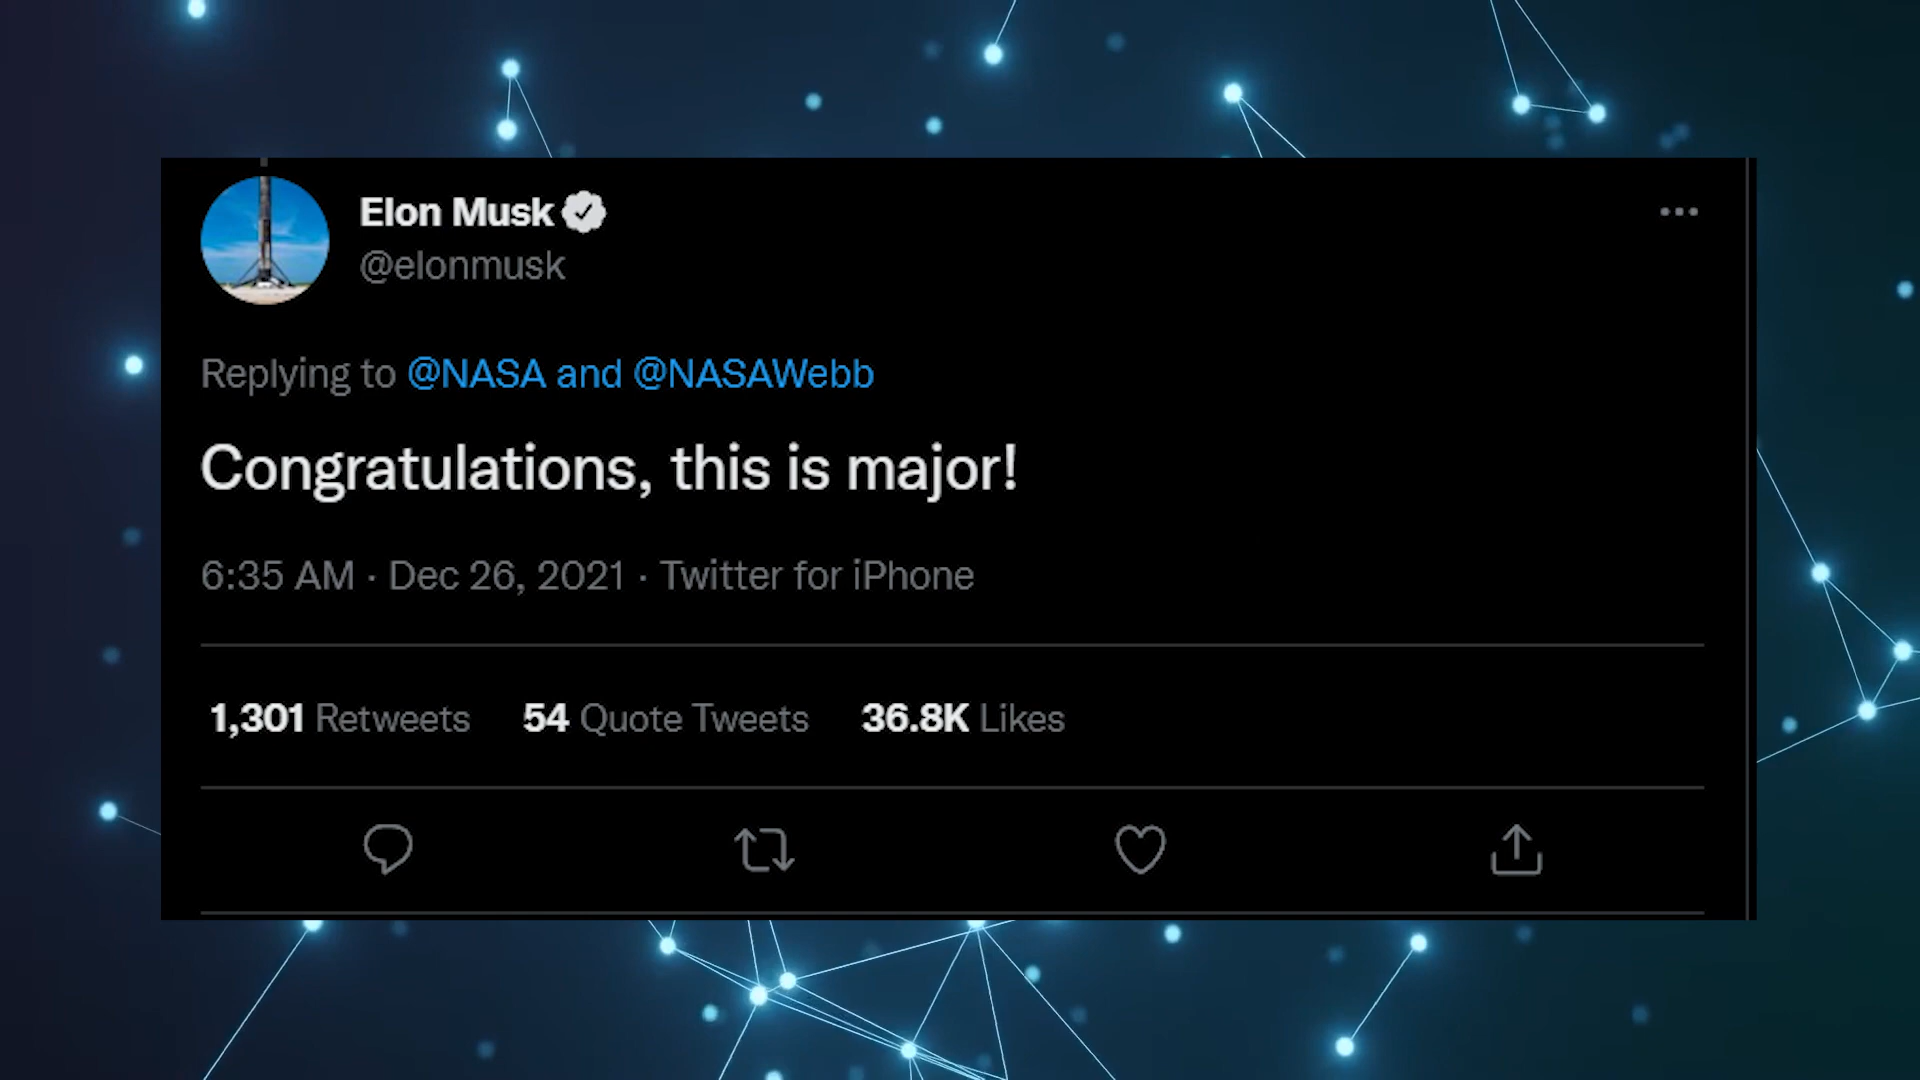 Elon Musk
@elonmusk
Replying to @NASA and @NASAWebb
Congratulations, this is major!
6:35 AM · Dec 26, 2021 · Twitter for iPhone
1,301 Retweets 54 Quote Tweets 36.8K Likes